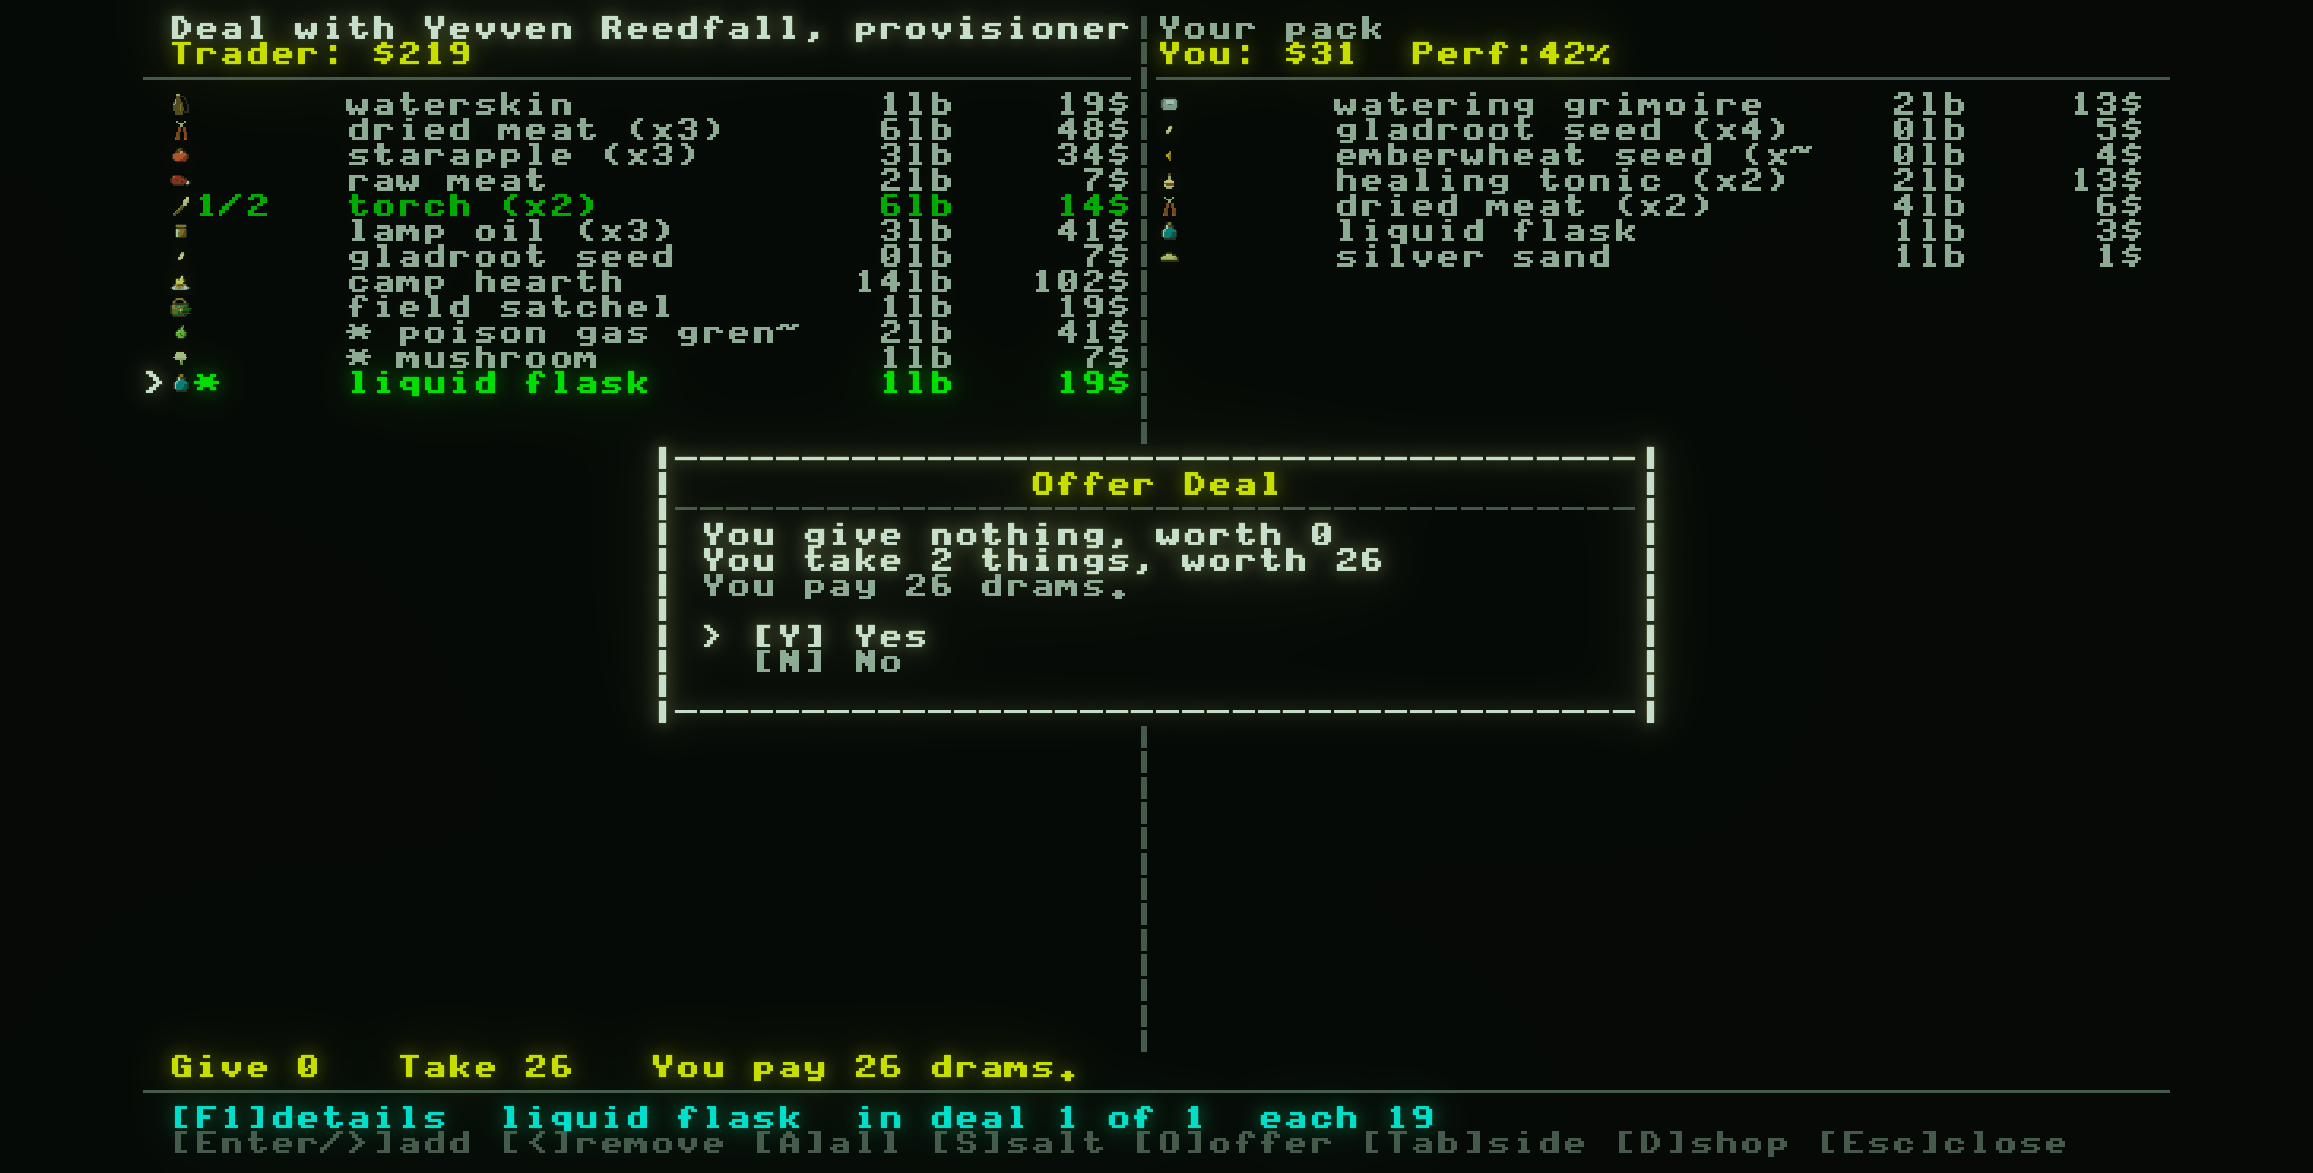 Deal with Yevven Reedfall, provisioner
Trader: $219
waterskin 1lb 19$
dried meat (x3) 6lb 48$
starapple (x3) 3lb 34$
raw meat 2lb 7$
1/2 torch (x2) 6lb 14$
lamp oil (x3) 3lb 41$
gladroot seed 0lb 7$
camp hearth 14lb 102$
field satchel 1lb 19$
* poison gas gren~ 2lb 41$
* mushroom 1lb 7$
>* liquid flask 1lb 19$
Your pack
You: $31 Perf:42%
watering grimoire 2lb 13$
gladroot seed (x4) 0lb 5$
emberwheat seed (x~ 0lb 4$
healing tonic (x2) 2lb 13$
dried meat (x2) 4lb 6$
liquid flask 1lb 3$
silver sand 1lb 1$
Offer Deal
You give nothing, worth 0
You take 2 things, worth 26
You pay 26 drams.
> [Y] Yes
[N] No
Give 0 Take 26 You pay 26 drams.
[F1]details liquid flask in deal 1 of 1 each 19
[Enter/>]add [<]remove [A]all [S]salt [O]offer [Tab]side [D]shop [Esc]close